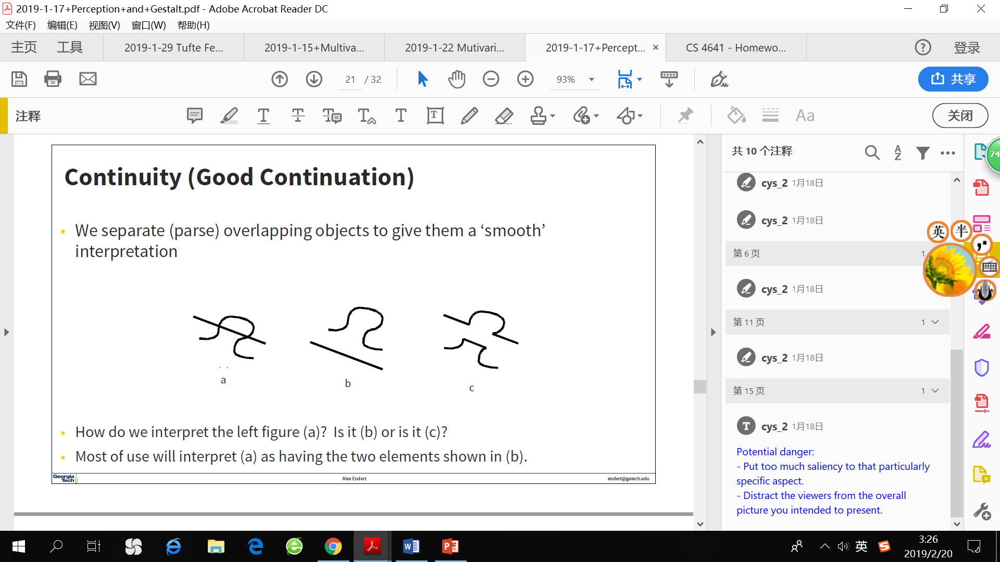 2019-1-17+Perception+and+Gestalt.pdf - Adobe Acrobat Reader DC
文件(F) 编辑(E) 视图(V) 窗口(W) 帮助(H)
主页 工具 2019-1-29 Tufte Fe... 2019-1-15+Multiva... 2019-1-22 Mutivari... 2019-1-17+Percept... × CS 4641 - Homewo... ? 登录
21 / 32 93% 共享
注释 关闭
Continuity (Good Continuation)
• We separate (parse) overlapping objects to give them a ‘smooth’
interpretation
a
b
c
• How do we interpret the left figure (a)? Is it (b) or is it (c)?
• Most of use will interpret (a) as having the two elements shown in (b).
Georgia
Tech
Alex Endert
endert@gatech.edu
共 10 个注释
cys_2 1月18日
cys_2 1月18日
第 6 页 1
cys_2 1月18日
第 11 页 1
cys_2 1月18日
第 15 页 1
cys_2 1月18日
Potential danger:
- Put too much saliency to that particularly
specific aspect.
- Distract the viewers from the overall
picture you intended to present.
74
英 半
英
3:26
2019/2/20